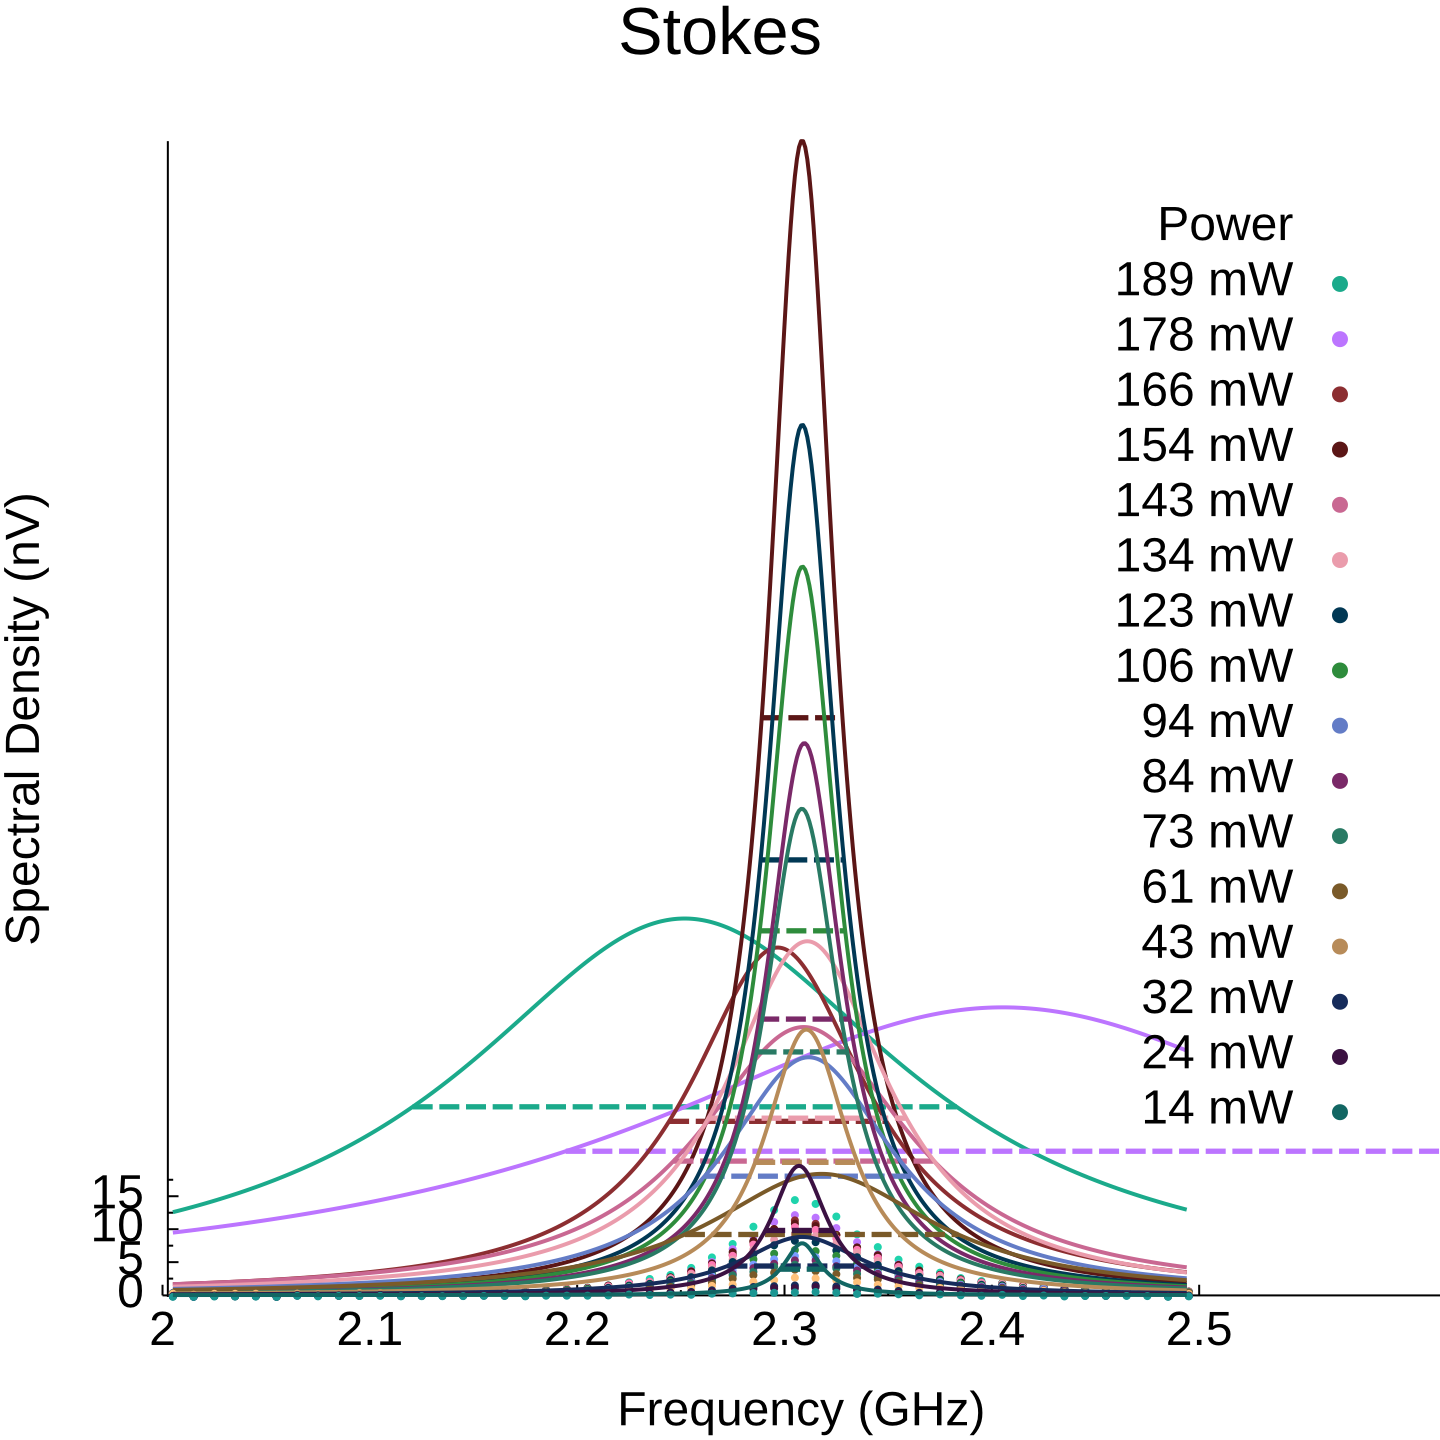 Stokes
Power
189 mW
178 mW
166 mW
154 mW
143 mW
134 mW
123 mW
106 mW
94 mW
84 mW
73 mW
61 mW
43 mW
32 mW
24 mW
14 mW
Spectral Density (nV)
15
10
5
0
2 2.1 2.2 2.3 2.4 2.5
Frequency (GHz)